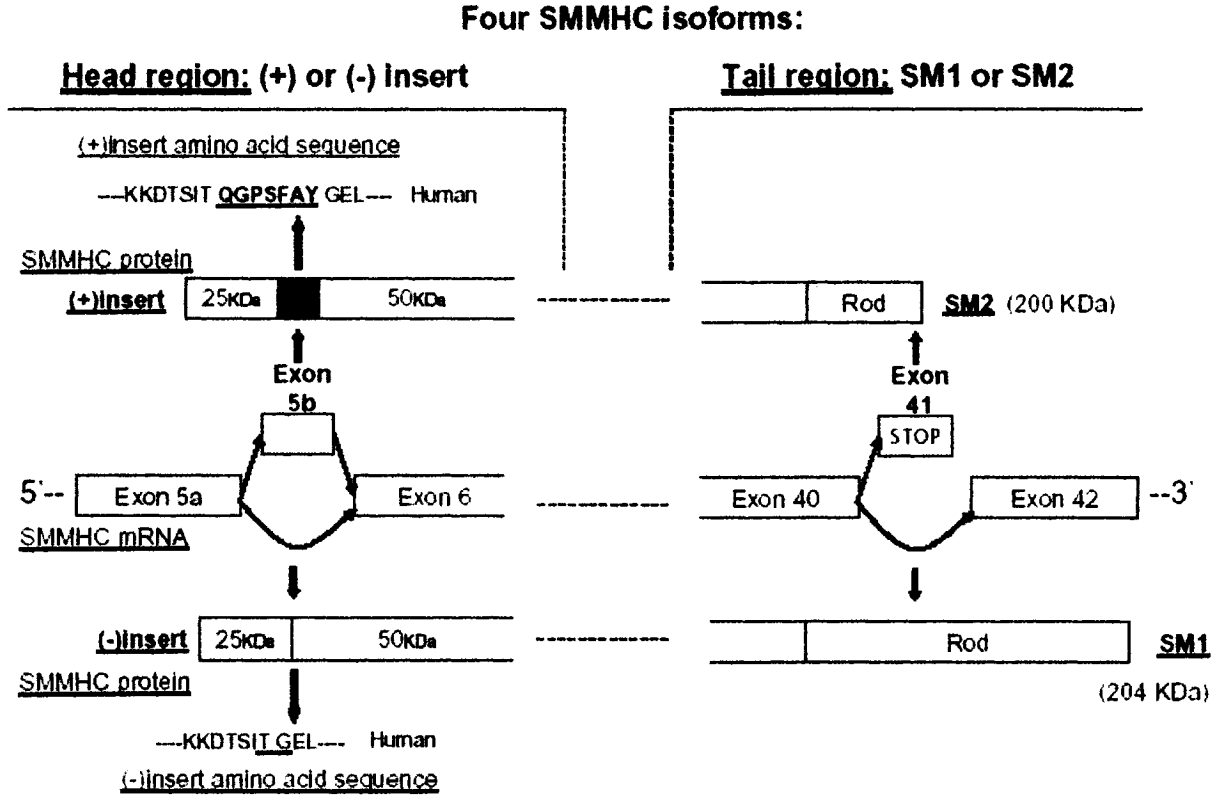 Four SMMHC isoforms:
Head region: (+) or (-) Insert
Tail region: SM1 or SM2
(+)Insert amino acid sequence
----KKDTSIT QGPSFAY GEL---- Human
SMMHC protein
(+)Insert 25KDa 50KDa
Rod SM2 (200 KDa)
Exon
5b
Exon
41
STOP
5'-- Exon 5a Exon 6 Exon 40 Exon 42 --3'
SMMHC mRNA
(-)Insert 25KDa 50KDa Rod SM1
SMMHC protein
(204 KDa)
----KKDTSIT GEL---- Human
(-)Insert amino acid sequence